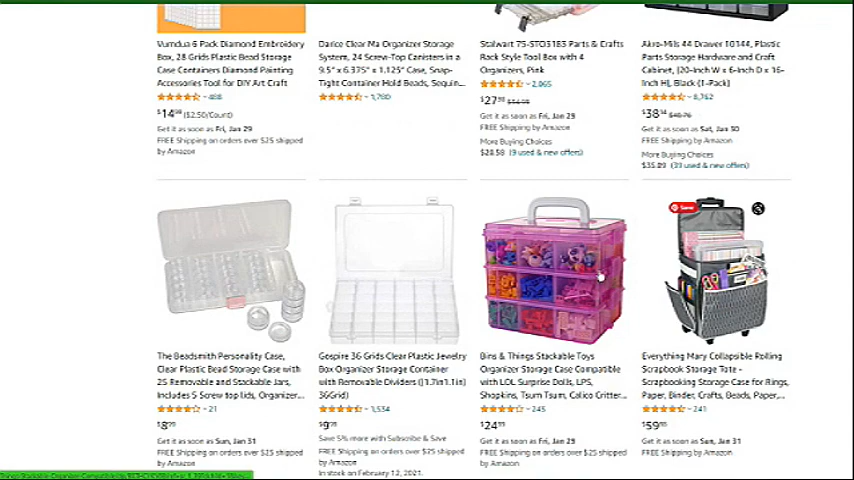 Vumdua 6 Pack Diamond Embroidery
Box, 28 Grids Plastic Bead Storage
Case Containers Diamond Painting
Accessories Tool for DIY Art Craft
488
$14 ($2.50/Count)
Get it as soon as Fri, Jan 29
FREE Shipping on orders over $25 shipped
by Amazon
Darice Clear Ma Organizer Storage
System, 24 Screw-Top Canisters in a
9.5" x 6.375" x 1.125" Case, Snap-
Tight Container Hold Beads, Sequin...
1,780
Stalwart 75-STO3183 Parts & Crafts
Rack Style Tool Box with 4
Organizers, Pink
2,065
$27
Get it as soon as Fri, Jan 29
FREE Shipping by Amazon
More Buying Choices
$20.58 (9 used & new offers)
Akro-Mils 44 Drawer 10144, Plastic
Parts Storage Hardware and Craft
Cabinet, (20-Inch W x 6-Inch D x 16-
Inch H), Black (1-Pack)
8,762
$38
Get it as soon as Sat, Jan 30
FREE Shipping by Amazon
More Buying Choices
$35.09 (39 used & new offers)
Save
The Beadsmith Personality Case,
Clear Plastic Bead Storage Case with
25 Removable and Stackable Jars,
Includes 5 Screw top lids, Organizer...
21
$8
Get it as soon as Sun, Jan 31
FREE Shipping on orders over $25 shipped
by Amazon
Gospire 36 Grids Clear Plastic Jewelry
Box Organizer Storage Container
with Removable Dividers (1.7in1.1in)
36Grid)
1,534
$9
Save 5% more with Subscribe & Save
FREE Shipping on orders over $25 shipped
by Amazon
In stock on February 12, 2021.
Bins & Things Stackable Toys
Organizer Storage Case Compatible
with LOL Surprise Dolls, LPS,
Shopkins, Tsum Tsum, Calico Critter...
245
$24
Get it as soon as Fri, Jan 29
FREE Shipping on orders over $25 shipped
by Amazon
Everything Mary Collapsible Rolling
Scrapbook Storage Tote -
Scrapbooking Storage Case for Rings,
Paper, Binder, Crafts, Beads, Paper,...
241
$59
Get it as soon as Sun, Jan 31
FREE Shipping by Amazon